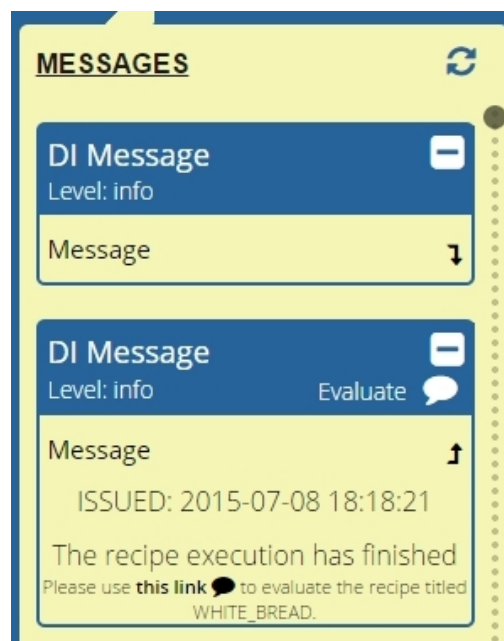 MESSAGES
DI Message
Level: info
Message
DI Message
Level: info Evaluate
Message
ISSUED: 2015-07-08 18:18:21
The recipe execution has finished
Please use this link to evaluate the recipe titled
WHITE_BREAD.